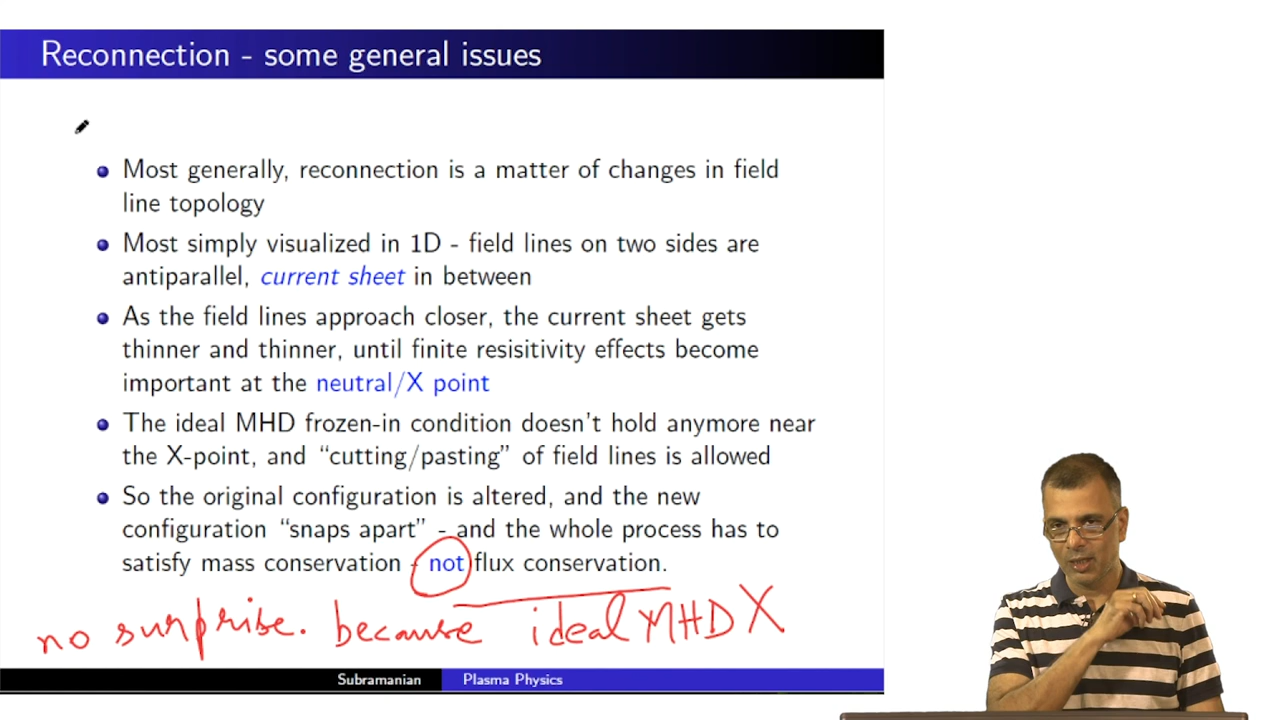 Reconnection - some general issues
Most generally, reconnection is a matter of changes in field
line topology
Most simply visualized in 1D - field lines on two sides are
antiparallel, current sheet in between
As the field lines approach closer, the current sheet gets
thinner and thinner, until finite resisitivity effects become
important at the neutral/X point
The ideal MHD frozen-in condition doesn't hold anymore near
the X-point, and "cutting/pasting" of field lines is allowed
So the original configuration is altered, and the new
configuration "snaps apart" - and the whole process has to
satisfy mass conservation - not flux conservation.
no surprise. because ideal MHD X
Subramanian Plasma Physics